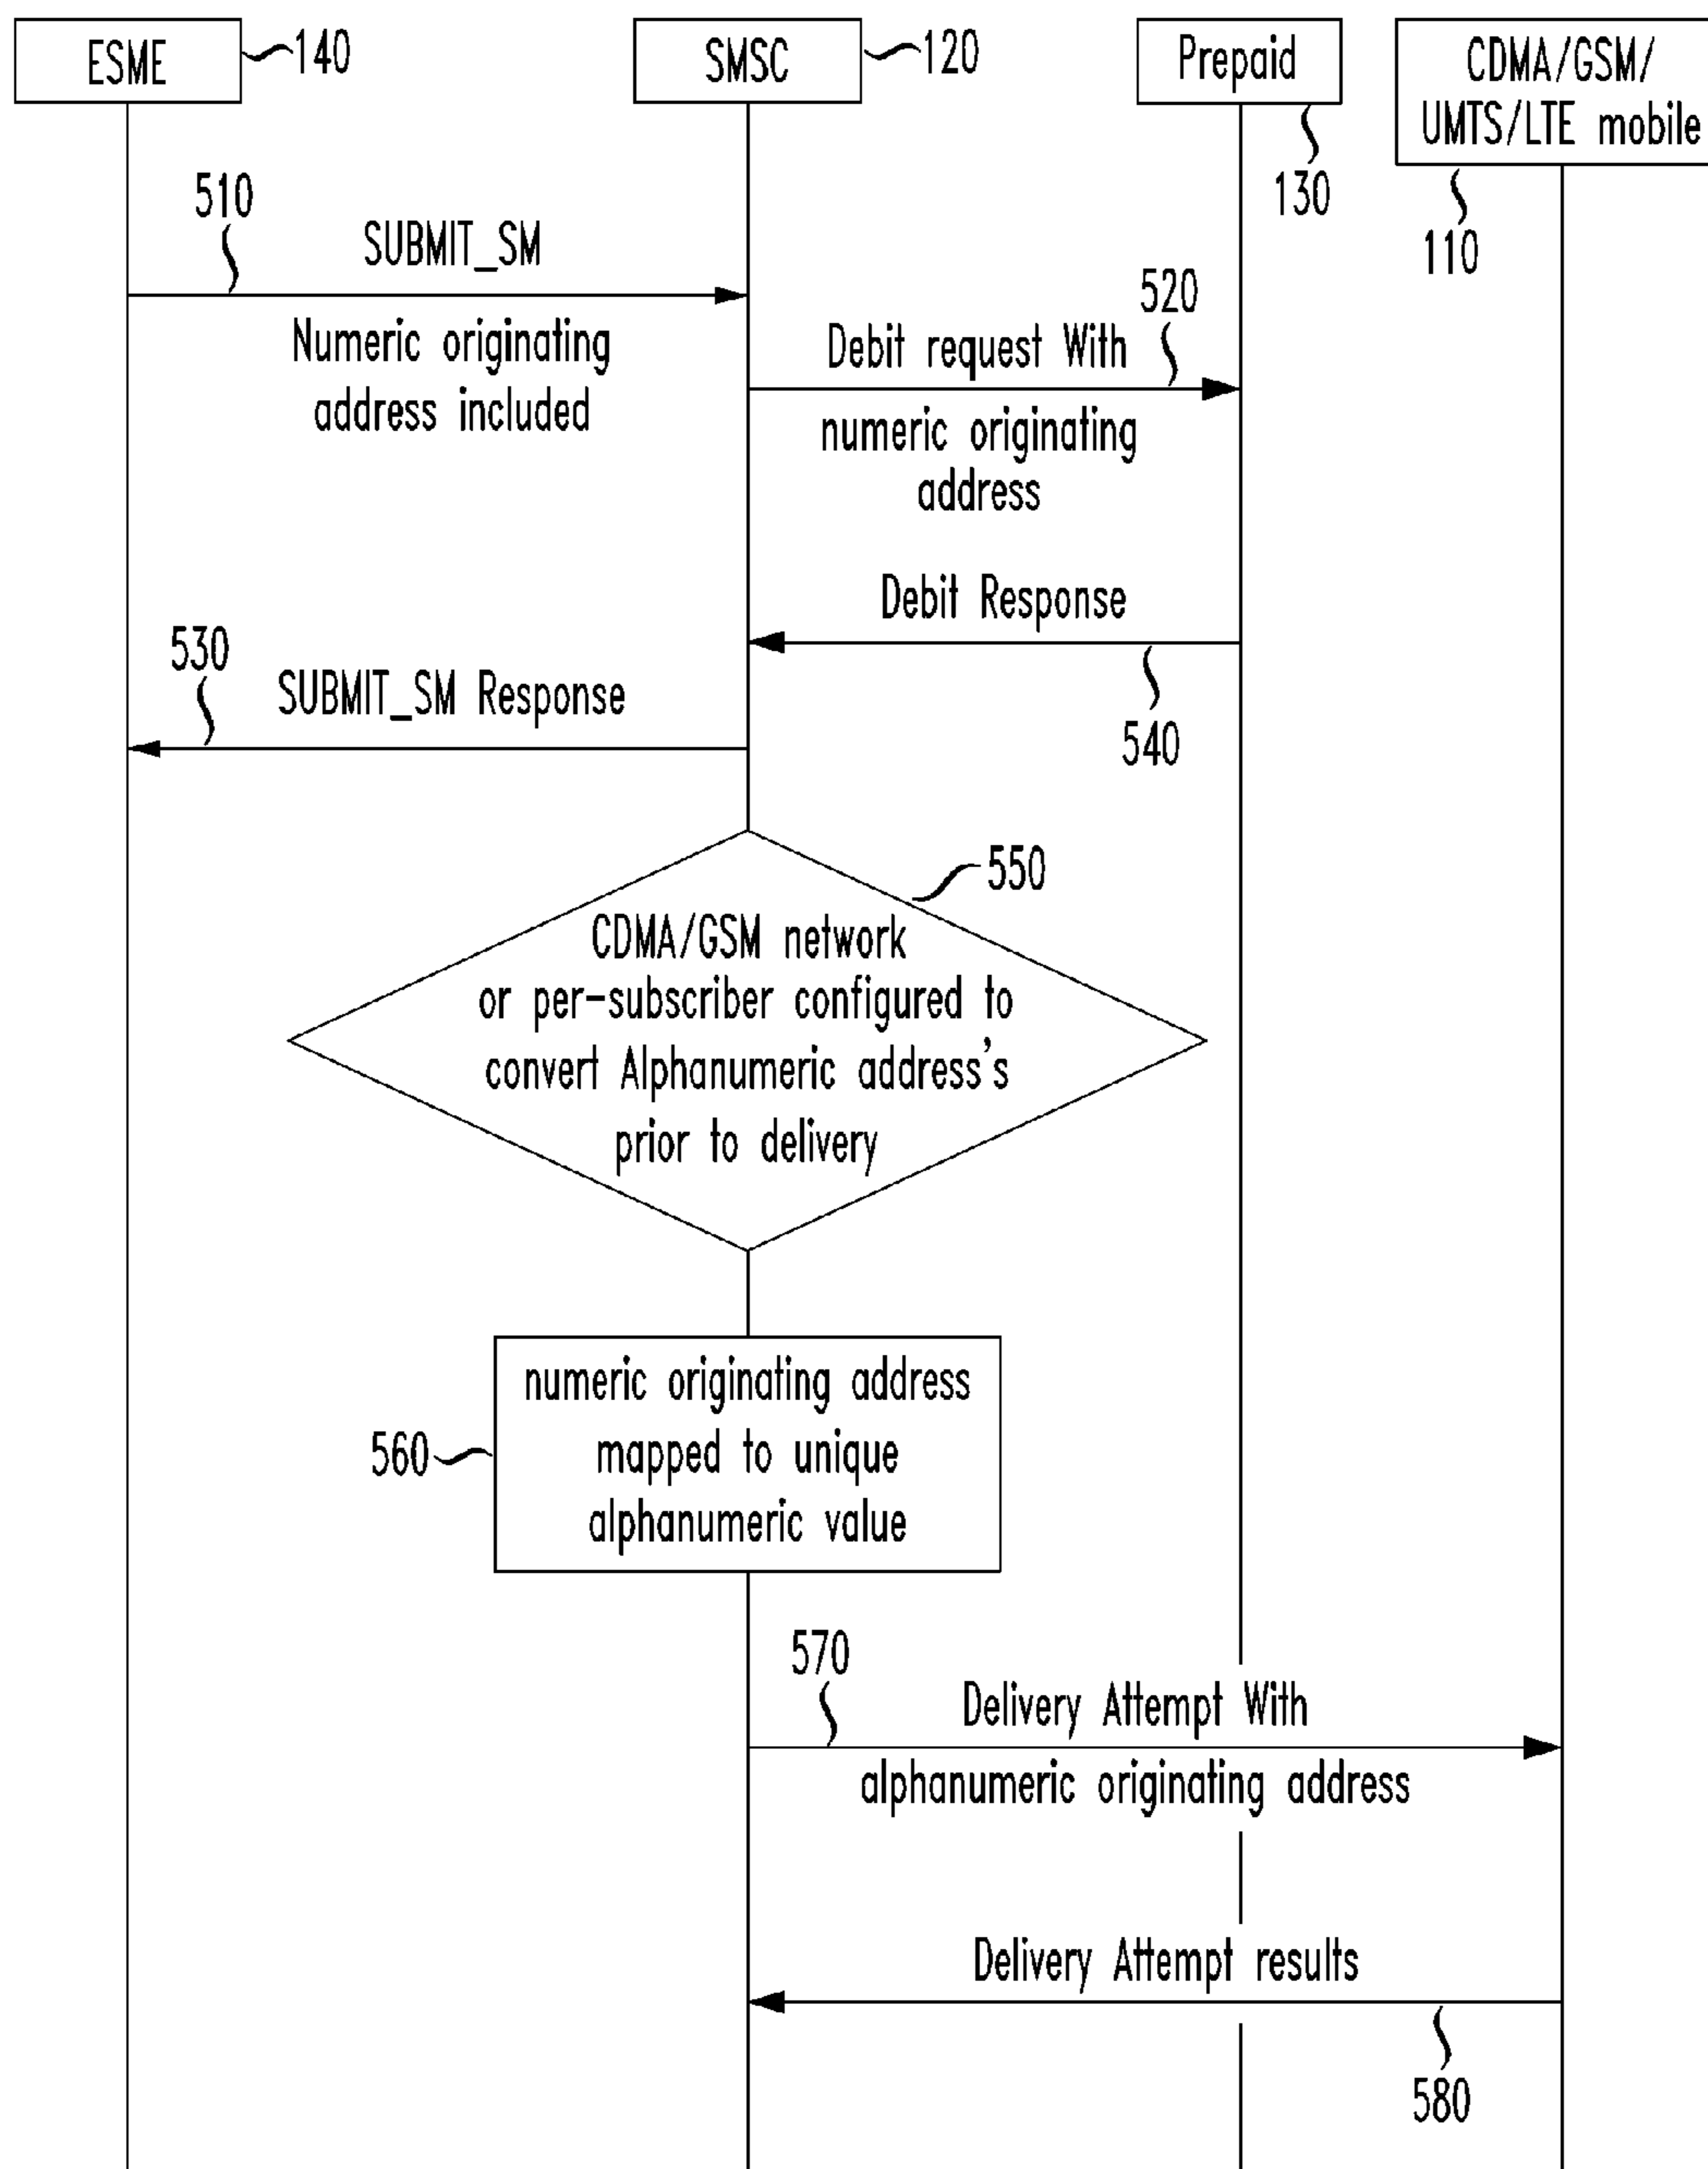 ESME
140
SMSC
120
Prepaid
130
CDMA/GSM/
UMTS/LTE mobile
110
510
SUBMIT_SM
Numeric originating
address included
520
Debit request With
numeric originating
address
Debit Response
540
530
SUBMIT_SM Response
550
CDMA/GSM network
or per-subscriber configured to
convert Alphanumeric address's
prior to delivery
560
numeric originating address
mapped to unique
alphanumeric value
570
Delivery Attempt With
alphanumeric originating address
Delivery Attempt results
580